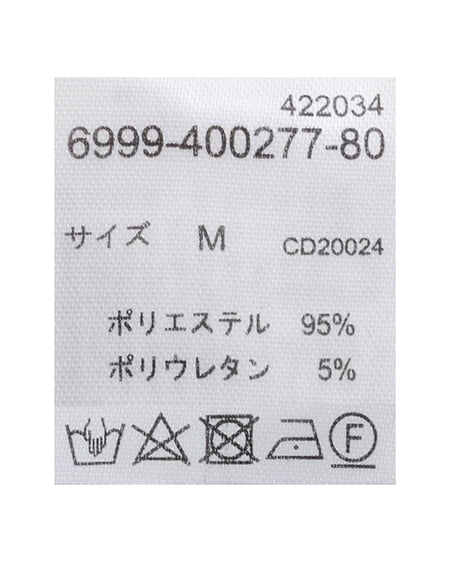 422034
6999-400277-80
サイズ M CD20024
ポリエステル 95%
ポリウレタン 5%
F